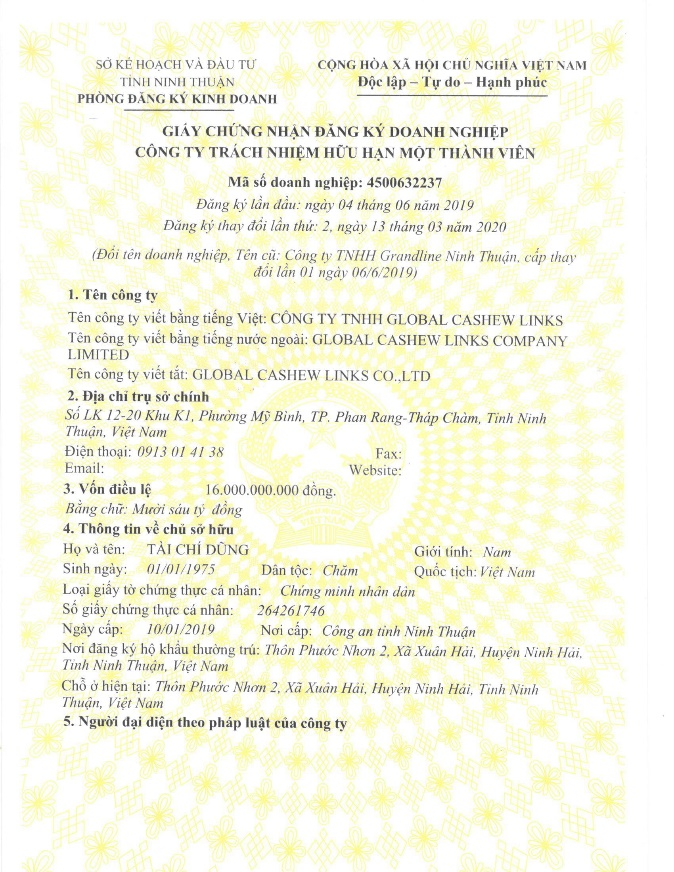 SỞ KẾ HOẠCH VÀ ĐẦU TƯ
TỈNH NINH THUẬN
PHÒNG ĐĂNG KÝ KINH DOANH
CỘNG HÒA XÃ HỘI CHỦ NGHĨA VIỆT NAM
Độc lập – Tự do – Hạnh phúc
GIẤY CHỨNG NHẬN ĐĂNG KÝ DOANH NGHIỆP
CÔNG TY TRÁCH NHIỆM HỮU HẠN MỘT THÀNH VIÊN
Mã số doanh nghiệp: 4500632237
Đăng ký lần đầu: ngày 04 tháng 06 năm 2019
Đăng ký thay đổi lần thứ: 2, ngày 13 tháng 03 năm 2020
(Đổi tên doanh nghiệp, Tên cũ: Công ty TNHH Grandline Ninh Thuận, cấp thay
đổi lần 01 ngày 06/6/2019)
1. Tên công ty
Tên công ty viết bằng tiếng Việt: CÔNG TY TNHH GLOBAL CASHEW LINKS
Tên công ty viết bằng tiếng nước ngoài: GLOBAL CASHEW LINKS COMPANY
LIMITED
Tên công ty viết tắt: GLOBAL CASHEW LINKS CO.,LTD
2. Địa chỉ trụ sở chính
Số LK 12-20 Khu K1, Phường Mỹ Bình, TP. Phan Rang-Tháp Chàm, Tỉnh Ninh
Thuận, Việt Nam
Điện thoại: 0913 01 41 38 Fax:
Email: Website:
3. Vốn điều lệ 16.000.000.000 đồng.
Bằng chữ: Mười sáu tỷ đồng
4. Thông tin về chủ sở hữu
Họ và tên: TÀI CHÍ DŨNG Giới tính: Nam
Sinh ngày: 01/01/1975 Dân tộc: Chăm Quốc tịch: Việt Nam
Loại giấy tờ chứng thực cá nhân: Chứng minh nhân dân
Số giấy chứng thực cá nhân: 264261746
Ngày cấp: 10/01/2019 Nơi cấp: Công an tỉnh Ninh Thuận
Nơi đăng ký hộ khẩu thường trú: Thôn Phước Nhơn 2, Xã Xuân Hải, Huyện Ninh Hải,
Tỉnh Ninh Thuận, Việt Nam
Chỗ ở hiện tại: Thôn Phước Nhơn 2, Xã Xuân Hải, Huyện Ninh Hải, Tỉnh Ninh
Thuận, Việt Nam
5. Người đại diện theo pháp luật của công ty